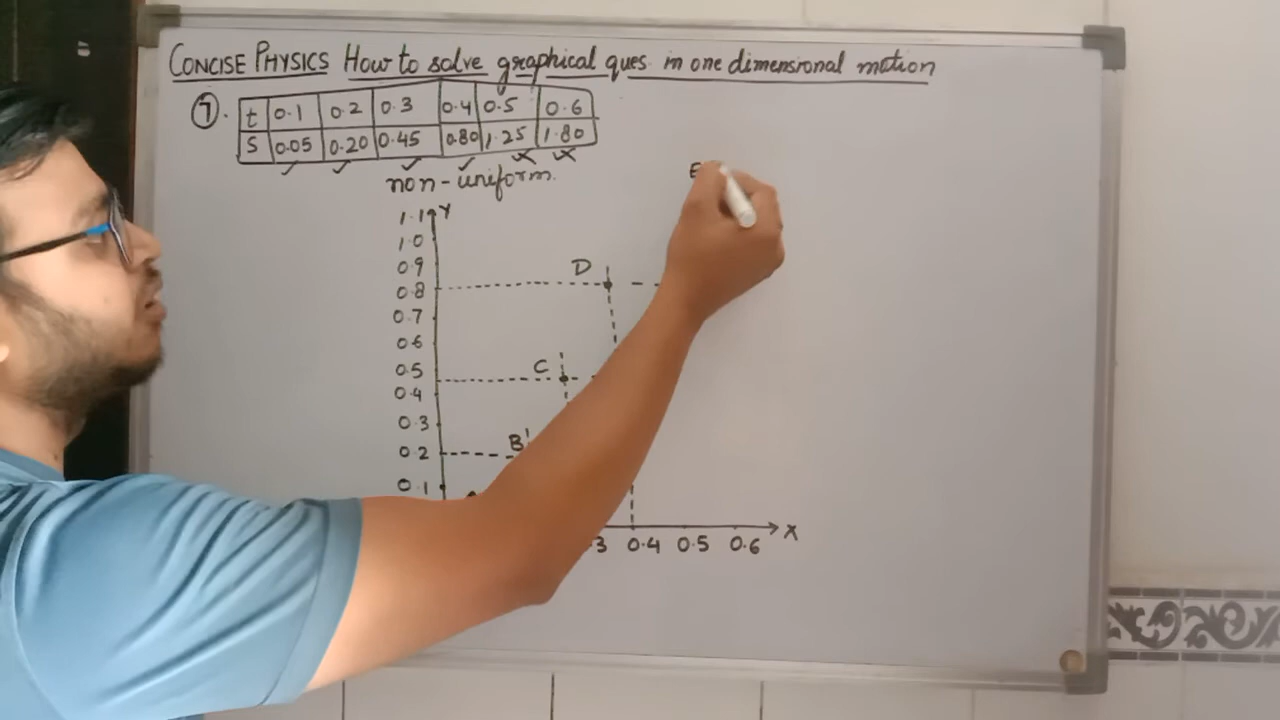 CONCISE PHYSICS How to solve graphical ques in one dimensional motion
7.
t 0.1 0.2 0.3 0.4 0.5 0.6
S 0.05 0.20 0.45 0.80 1.25 1.80
✓ ✓ ✓ ✓ × ×
non-uniform.
E
1.1 Y
1.0
0.9 D
0.8
0.7
0.6
0.5 C
0.4
0.3
0.2 B
0.1
X
3 0.4 0.5 0.6